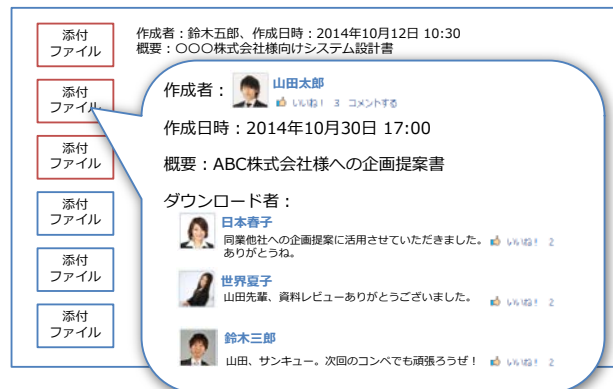 添付
ファイル
作成者：鈴木五郎、作成日時：2014年10月12日 10:30
概要：〇〇〇株式会社様向けシステム設計書
添付
ファイル
添付
ファイル
添付
ファイル
添付
ファイル
添付
ファイル
作成者：
山田太郎
いいね！ 3 コメントする
作成日時：2014年10月30日 17:00
概要：ABC株式会社様への企画提案書
ダウンロード者：
日本春子
同業他社への企画提案に活用させていただきました。
ありがとうね。
いいね！ 2
世界夏子
山田先輩、資料レビューありがとうございました。
いいね！ 2
鈴木三郎
山田、サンキュー。次回のコンペでも頑張ろうぜ！
いいね！ 2